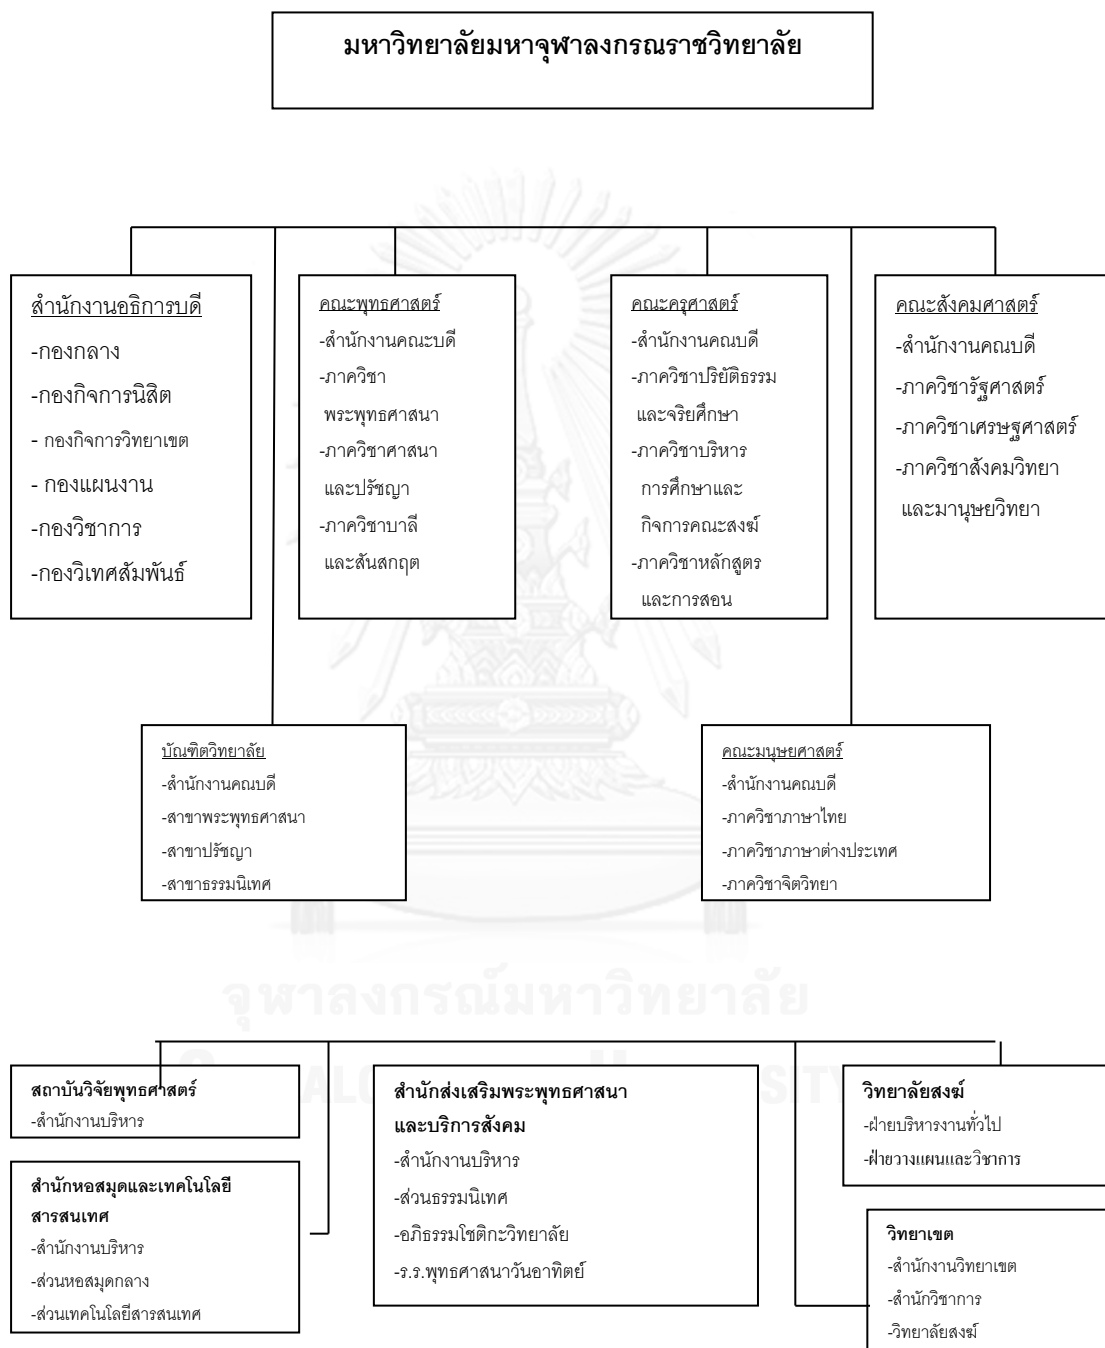 มหาวิทยาลัยมหาจุฬาลงกรณราชวิทยาลัย
สำนักงานอธิการบดี
-กองกลาง
-กองกิจการนิสิต
- กองกิจการวิทยาเขต
- กองแผนงาน
-กองวิชาการ
-กองวิเทศสัมพันธ์
คณะพุทธศาสตร์
-สำนักงานคณะบดี
-ภาควิชา
พระพุทธศาสนา
-ภาควิชาศาสนา
และปรัชญา
-ภาควิชาบาลี
และสันสกฤต
คณะครุศาสตร์
-สำนักงานคณบดี
-ภาควิชาปริยัติธรรม
และจริยศึกษา
-ภาควิชาบริหาร
การศึกษาและ
กิจการคณะสงฆ์
-ภาควิชาหลักสูตร
และการสอน
คณะสังคมศาสตร์
-สำนักงานคณบดี
-ภาควิชารัฐศาสตร์
-ภาควิชาเศรษฐศาสตร์
-ภาควิชาสังคมวิทยา
และมานุษยวิทยา
บัณฑิตวิทยาลัย
-สำนักงานคณบดี
-สาขาพระพุทธศาสนา
-สาขาปรัชญา
-สาขาธรรมนิเทศ
คณะมนุษยศาสตร์
-สำนักงานคณบดี
-ภาควิชาภาษาไทย
-ภาควิชาภาษาต่างประเทศ
-ภาควิชาจิตวิทยา
จุฬาลงกรณ์มหาวิทยาลัย
สถาบันวิจัยพุทธศาสตร์
-สำนักงานบริหาร
สำนักหอสมุดและเทคโนโลยี
สารสนเทศ
-สำนักงานบริหาร
-ส่วนหอสมุดกลาง
-ส่วนเทคโนโลยีสารสนเทศ
สำนักส่งเสริมพระพุทธศาสนา
และบริการสังคม
-สำนักงานบริหาร
-ส่วนธรรมนิเทศ
-อภิธรรมโชติกะวิทยาลัย
-ร.ร.พุทธศาสนาวันอาทิตย์
วิทยาลัยสงฆ์
-ฝ่ายบริหารงานทั่วไป
-ฝ่ายวางแผนและวิชาการ
วิทยาเขต
-สำนักงานวิทยาเขต
-สำนักวิชาการ
-วิทยาลัยสงฆ์